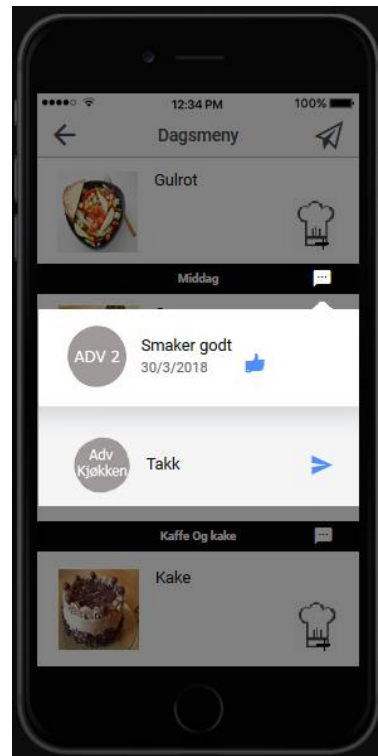 12:34 PM
100%
Dagsmeny
Gulrot
Middag
ADV 2
Smaker godt
30/3/2018
Adv
Kjøkken
Takk
Kaffe Og kake
Kake